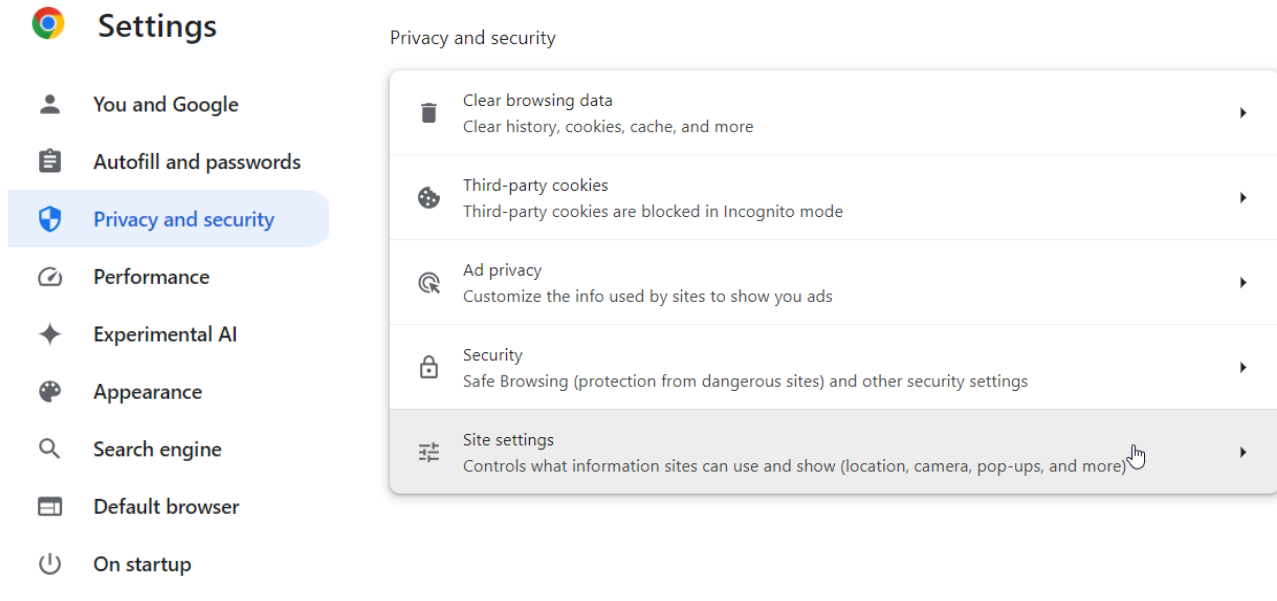 Settings
You and Google
Autofill and passwords
Privacy and security
Performance
Experimental AI
Appearance
Search engine
Default browser
On startup
Privacy and security
Clear browsing data
Clear history, cookies, cache, and more
Third-party cookies
Third-party cookies are blocked in Incognito mode
Ad privacy
Customize the info used by sites to show you ads
Security
Safe Browsing (protection from dangerous sites) and other security settings
Site settings
Controls what information sites can use and show (location, camera, pop-ups, and more)